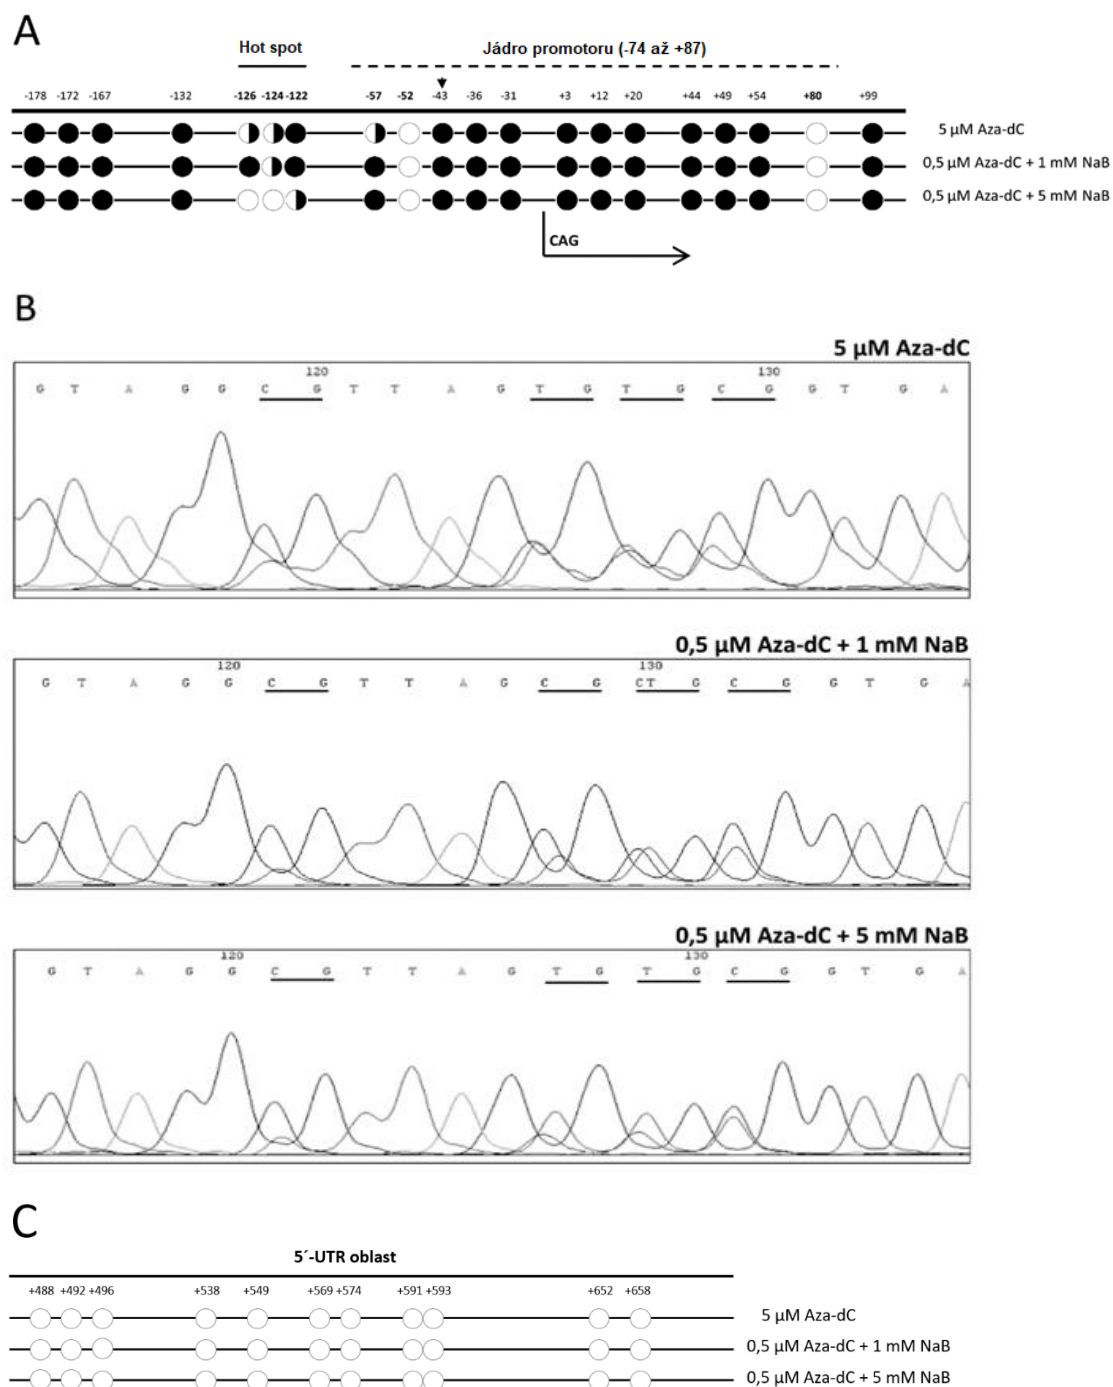 A
Hot spot
Jádro promotoru (-74 až +87)
-178 -172 -167 -132 -126 -124 -122 -57 -52 -43 -36 -31 +3 +12 +20 +44 +49 +54 +80 +99
5 µM Aza-dC
0,5 µM Aza-dC + 1 mM NaB
0,5 µM Aza-dC + 5 mM NaB
CAG
B
5 µM Aza-dC
120 130
G T A G G C G T T A G T G T G C G G T G A
0,5 µM Aza-dC + 1 mM NaB
120 130
G T A G G C G T T A G C G CT G C G G T G A
0,5 µM Aza-dC + 5 mM NaB
120 130
G T A G G C G T T A G T G T G C G G T G A
C
5´-UTR oblast
+488 +492 +496 +538 +549 +569 +574 +591 +593 +652 +658
5 µM Aza-dC
0,5 µM Aza-dC + 1 mM NaB
0,5 µM Aza-dC + 5 mM NaB